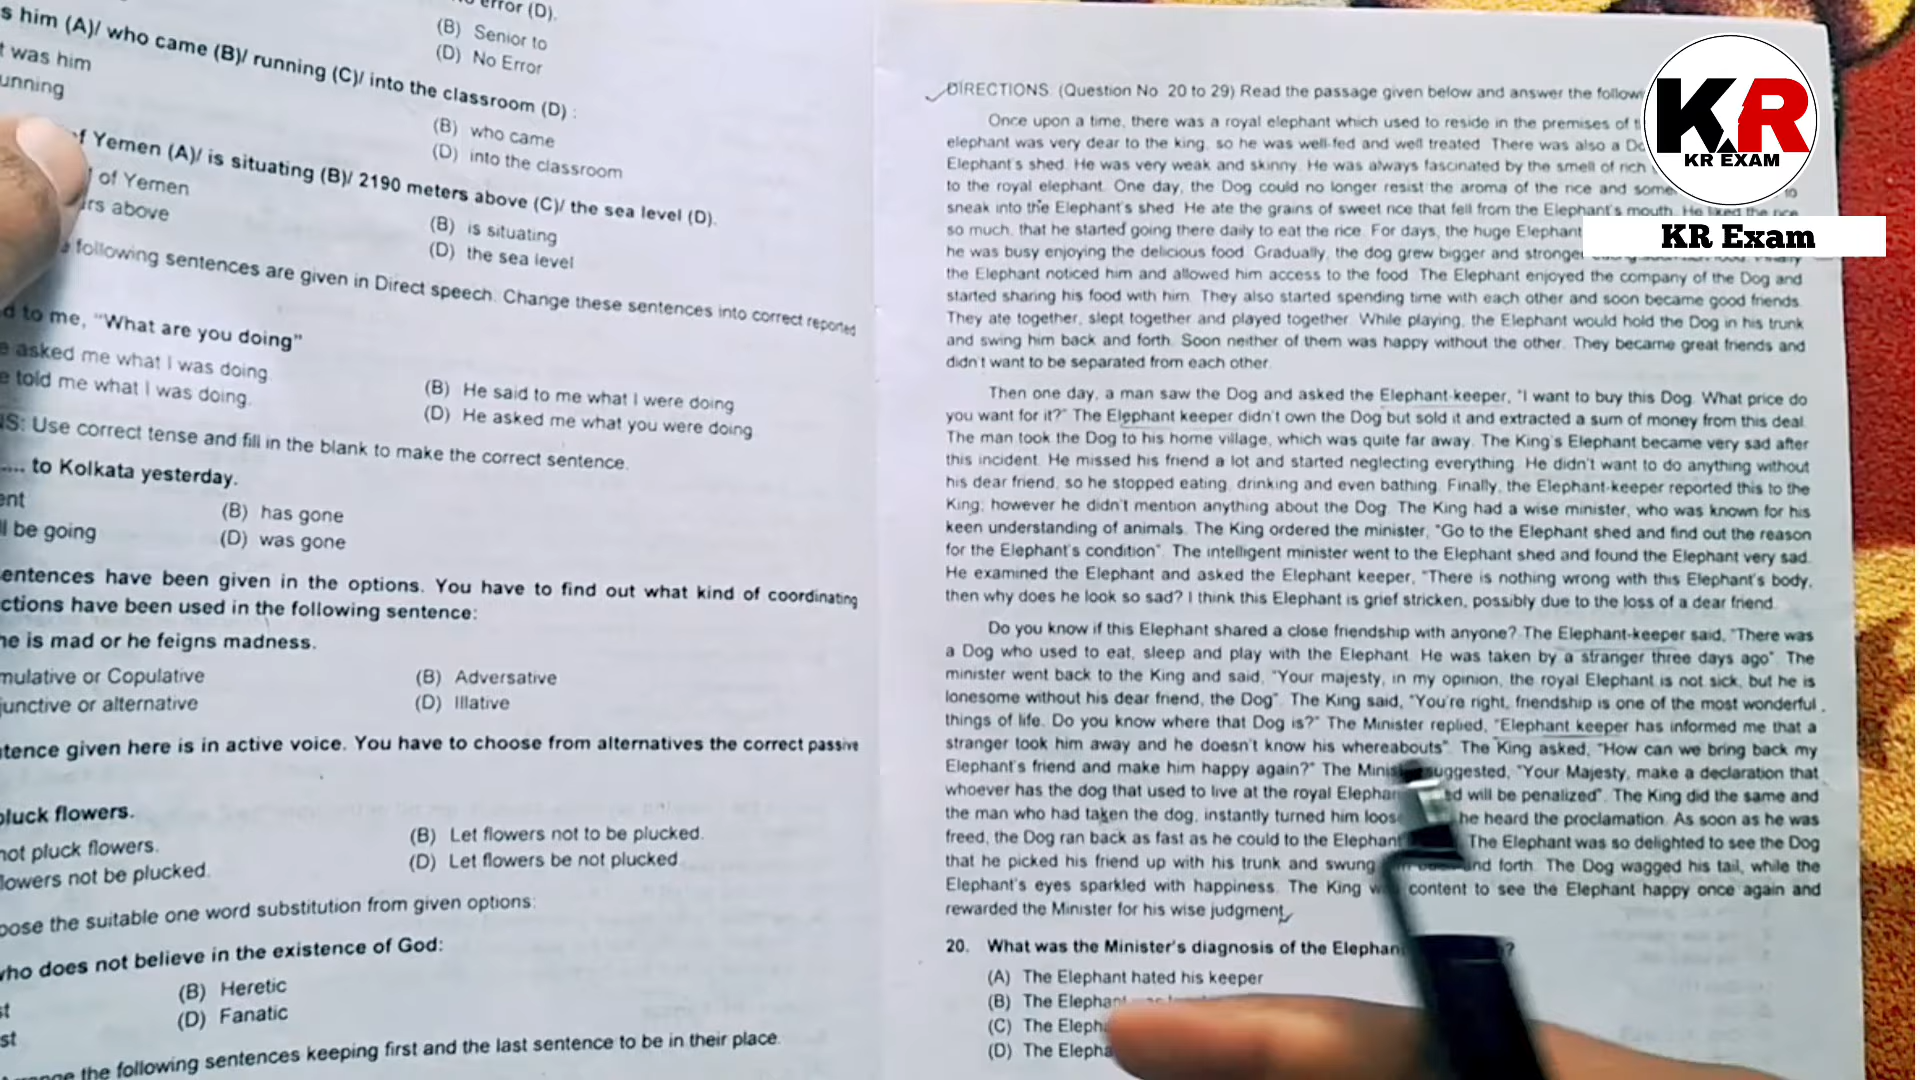 error (D).
(B) Senior to
(D) No Error
s him (A)/ who came (B)/ running (C)/ into the classroom (D) :
t was him
unning
(B) who came
(D) into the classroom
f Yemen (A)/ is situating (B)/ 2190 meters above (C)/ the sea level (D).
of Yemen
rs above
(B) is situating
(D) the sea level
following sentences are given in Direct speech. Change these sentences into correct reported
d to me, "What are you doing"
e asked me what I was doing.
e told me what I was doing.
(B) He said to me what I were doing
(D) He asked me what you were doing
NS: Use correct tense and fill in the blank to make the correct sentence.
.... to Kolkata yesterday.
ent
ll be going
(B) has gone
(D) was gone
entences have been given in the options. You have to find out what kind of coordinating
ctions have been used in the following sentence:
he is mad or he feigns madness.
mulative or Copulative
junctive or alternative
(B) Adversative
(D) Illative
tence given here is in active voice. You have to choose from alternatives the correct passive
pluck flowers.
not pluck flowers.
lowers not be plucked.
(B) Let flowers not to be plucked.
(D) Let flowers be not plucked
oose the suitable one word substitution from given options:
who does not believe in the existence of God:
st
st
(B) Heretic
(D) Fanatic
the following sentences keeping first and the last sentence to be in their place.
DIRECTIONS: (Question No. 20 to 29) Read the passage given below and answer the followi
Once upon a time, there was a royal elephant which used to reside in the premises of t
elephant was very dear to the king, so he was well-fed and well treated. There was also a Do
Elephant's shed. He was very weak and skinny. He was always fascinated by the smell of rich
to the royal elephant. One day, the Dog could no longer resist the aroma of the rice and some to
sneak into the Elephant's shed. He ate the grains of sweet rice that fell from the Elephant's mouth. He liked the rice
so much, that he started going there daily to eat the rice. For days, the huge Elephant
he was busy enjoying the delicious food. Gradually, the dog grew bigger and stronger
the Elephant noticed him and allowed him access to the food. The Elephant enjoyed the company of the Dog and
started sharing his food with him. They also started spending time with each other and soon became good friends.
They ate together, slept together and played together. While playing, the Elephant would hold the Dog in his trunk
and swing him back and forth. Soon neither of them was happy without the other. They became great friends and
didn't want to be separated from each other.
Then one day, a man saw the Dog and asked the Elephant-keeper, "I want to buy this Dog. What price do
you want for it?" The Elephant keeper didn't own the Dog but sold it and extracted a sum of money from this deal.
The man took the Dog to his home village, which was quite far away. The King's Elephant became very sad after
this incident. He missed his friend a lot and started neglecting everything. He didn't want to do anything without
his dear friend, so he stopped eating, drinking and even bathing. Finally, the Elephant-keeper reported this to the
King; however he didn't mention anything about the Dog. The King had a wise minister, who was known for his
keen understanding of animals. The King ordered the minister, "Go to the Elephant shed and find out the reason
for the Elephant's condition". The intelligent minister went to the Elephant shed and found the Elephant very sad.
He examined the Elephant and asked the Elephant keeper, "There is nothing wrong with this Elephant's body,
then why does he look so sad? I think this Elephant is grief stricken, possibly due to the loss of a dear friend.
Do you know if this Elephant shared a close friendship with anyone? The Elephant-keeper said, "There was
a Dog who used to eat, sleep and play with the Elephant. He was taken by a stranger three days ago". The
minister went back to the King and said, "Your majesty, in my opinion, the royal Elephant is not sick, but he is
lonesome without his dear friend, the Dog". The King said, "You're right, friendship is one of the most wonderful
things of life. Do you know where that Dog is?" The Minister replied, "Elephant keeper has informed me that a
stranger took him away and he doesn't know his whereabouts". The King asked, "How can we bring back my
Elephant's friend and make him happy again?" The Minis suggested, "Your Majesty, make a declaration that
whoever has the dog that used to live at the royal Elephan ed will be penalized". The King did the same and
the man who had taken the dog, instantly turned him loos he heard the proclamation. As soon as he was
freed, the Dog ran back as fast as he could to the Elephant The Elephant was so delighted to see the Dog
that he picked his friend up with his trunk and swung and forth. The Dog wagged his tail, while the
Elephant's eyes sparkled with happiness. The King w content to see the Elephant happy once again and
rewarded the Minister for his wise judgment.
20. What was the Minister's diagnosis of the Elephan ?
(A) The Elephant hated his keeper
(B) The Elephant
(C) The Eleph
(D) The Elepha
KR
KR EXAM
KR Exam